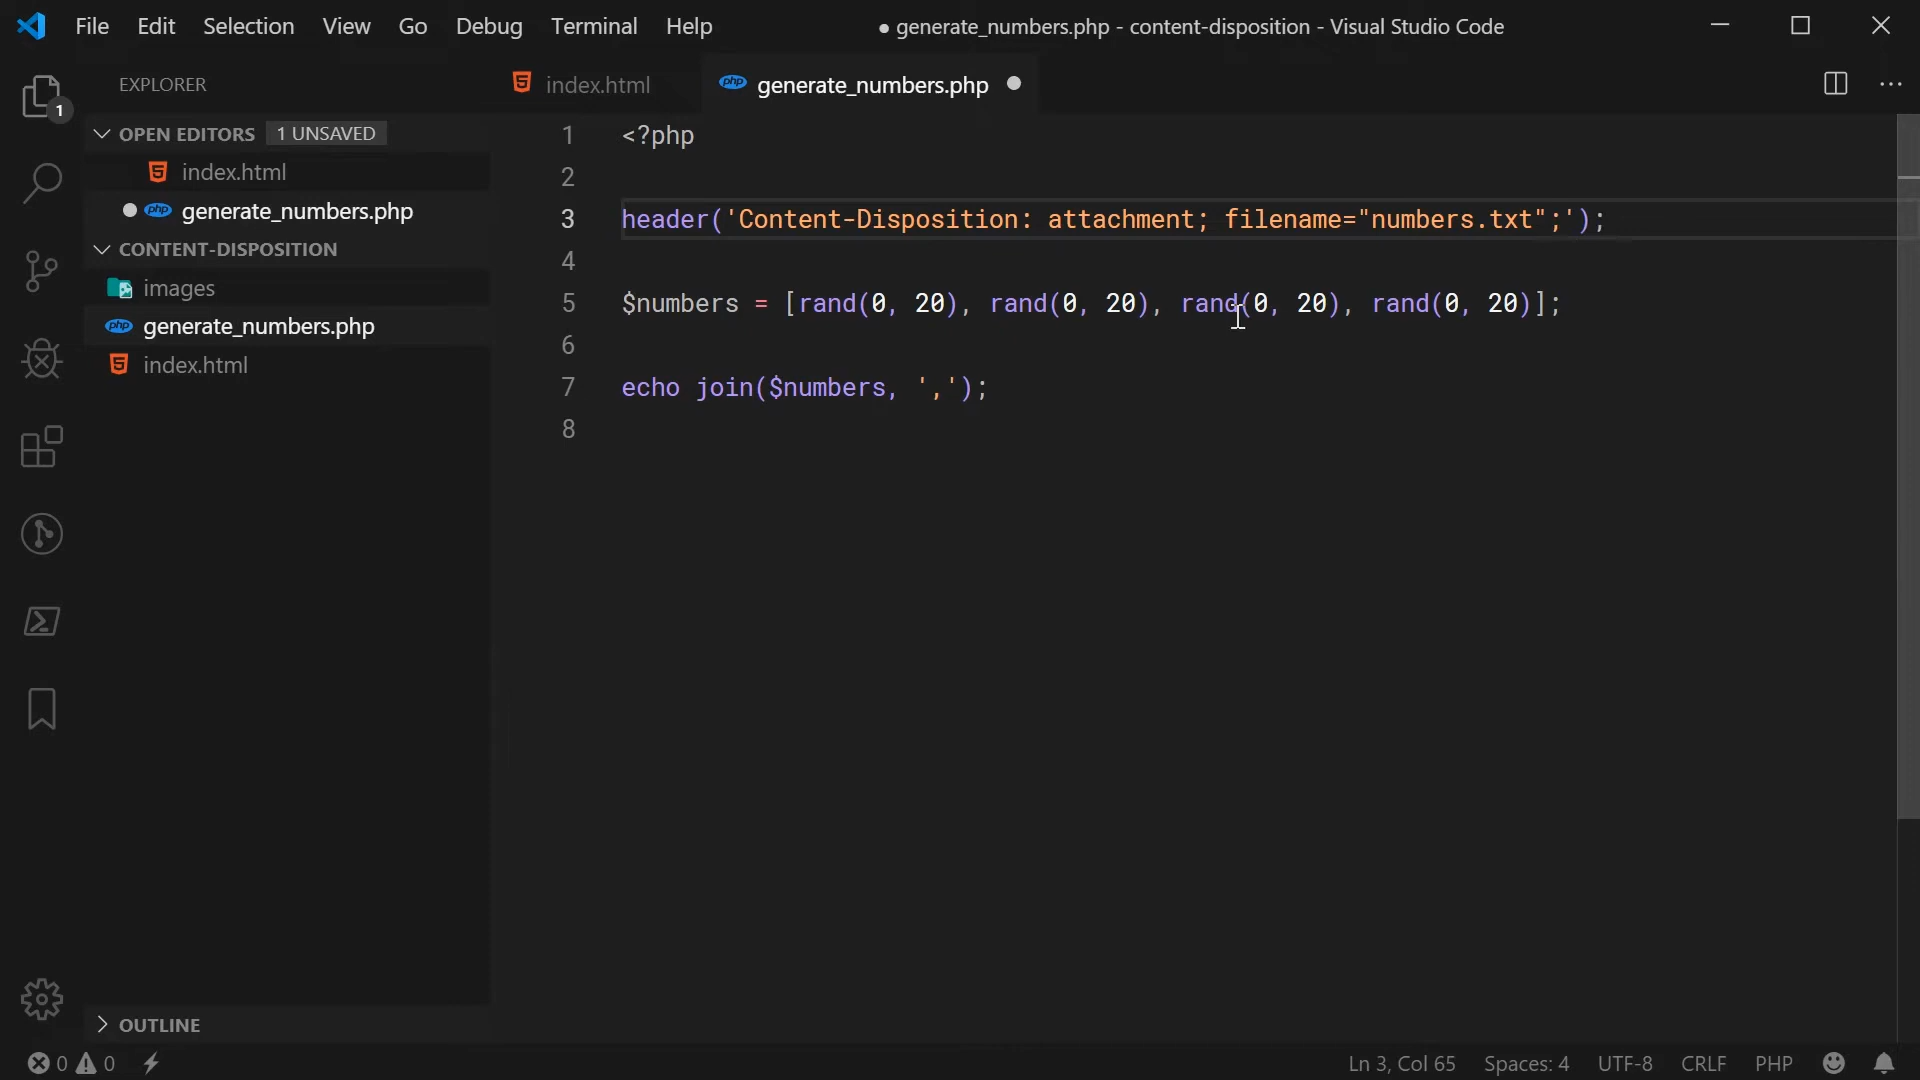 File Edit Selection View Go Debug Terminal Help
● generate_numbers.php - content-disposition - Visual Studio Code
1
EXPLORER
OPEN EDITORS 1 UNSAVED
index.html
php generate_numbers.php
CONTENT-DISPOSITION
images
php generate_numbers.php
index.html
OUTLINE
index.html
php generate_numbers.php
1 <?php
2
3 header('Content-Disposition: attachment; filename="numbers.txt";');
4
5 $numbers = [rand(0, 20), rand(0, 20), rand(0, 20), rand(0, 20)];
6
7 echo join($numbers, ',');
8
0 0
Ln 3, Col 65 Spaces: 4 UTF-8 CRLF PHP